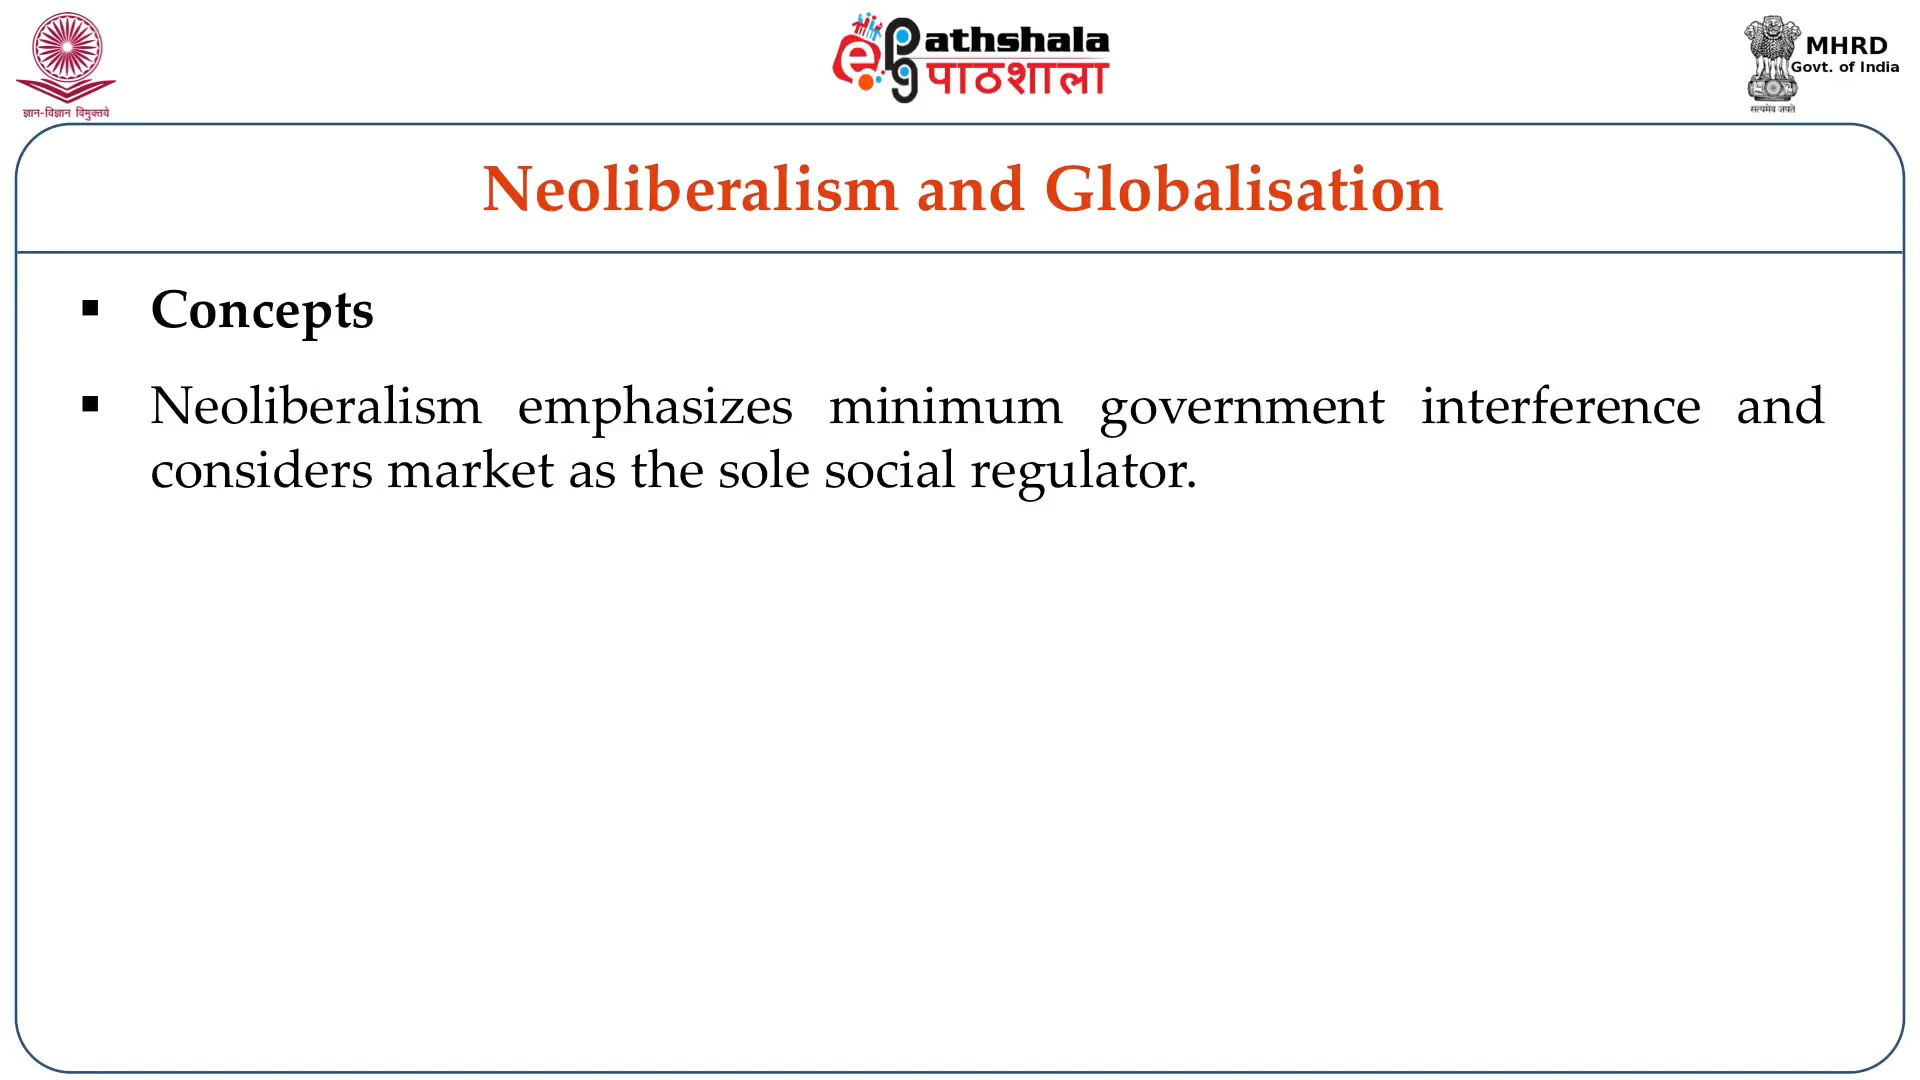 ज्ञान-विज्ञान विमुक्तये
e
pg
Pathshala
पाठशाला
MHRD
Govt. of India
सत्यमेव जयते
Neoliberalism and Globalisation
▪ Concepts
▪ Neoliberalism emphasizes minimum government interference and
considers market as the sole social regulator.